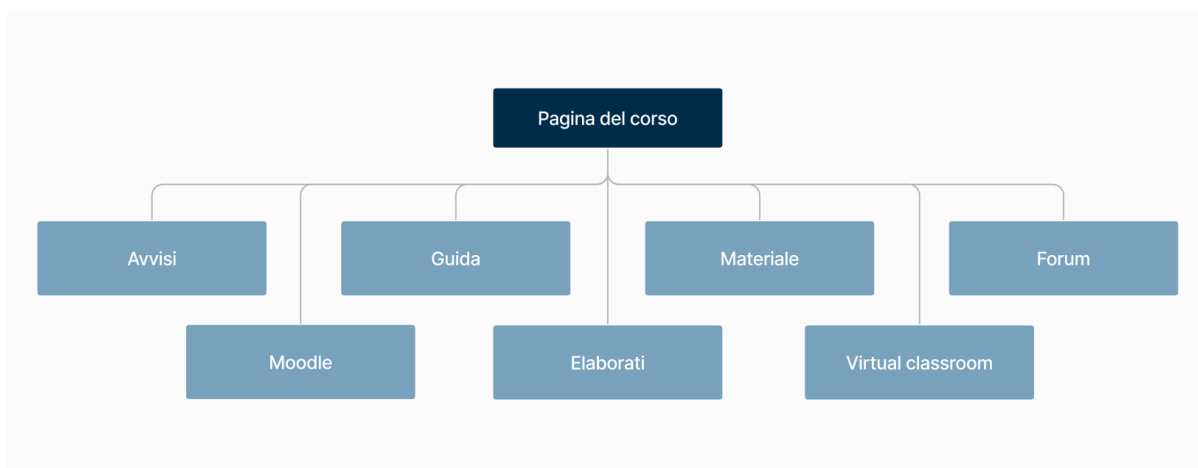 Pagina del corso
Avvisi
Guida
Materiale
Forum
Moodle
Elaborati
Virtual classroom